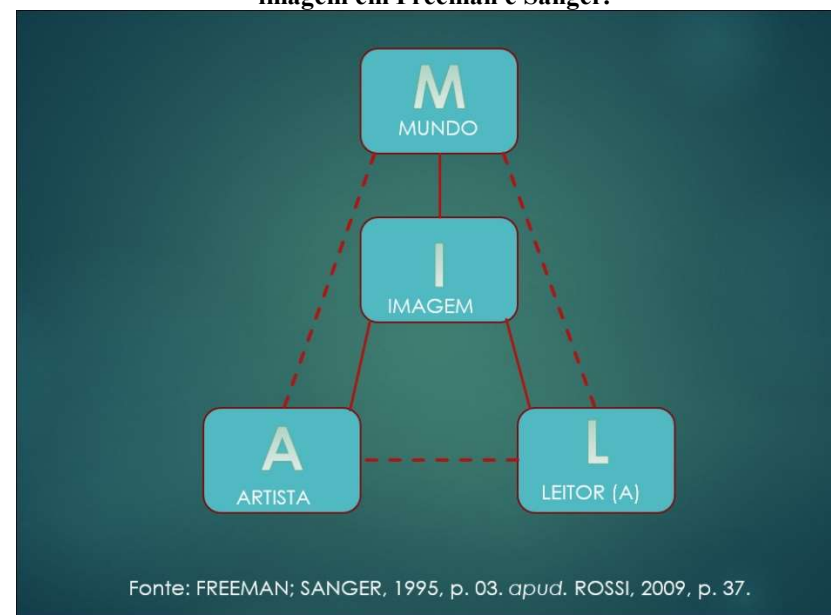 imagem em Freeman e Sanger.
M
MUNDO
I
IMAGEM
A
ARTISTA
L
LEITOR (A)
Fonte: FREEMAN; SANGER, 1995, p. 03. apud. ROSSI, 2009, p. 37.